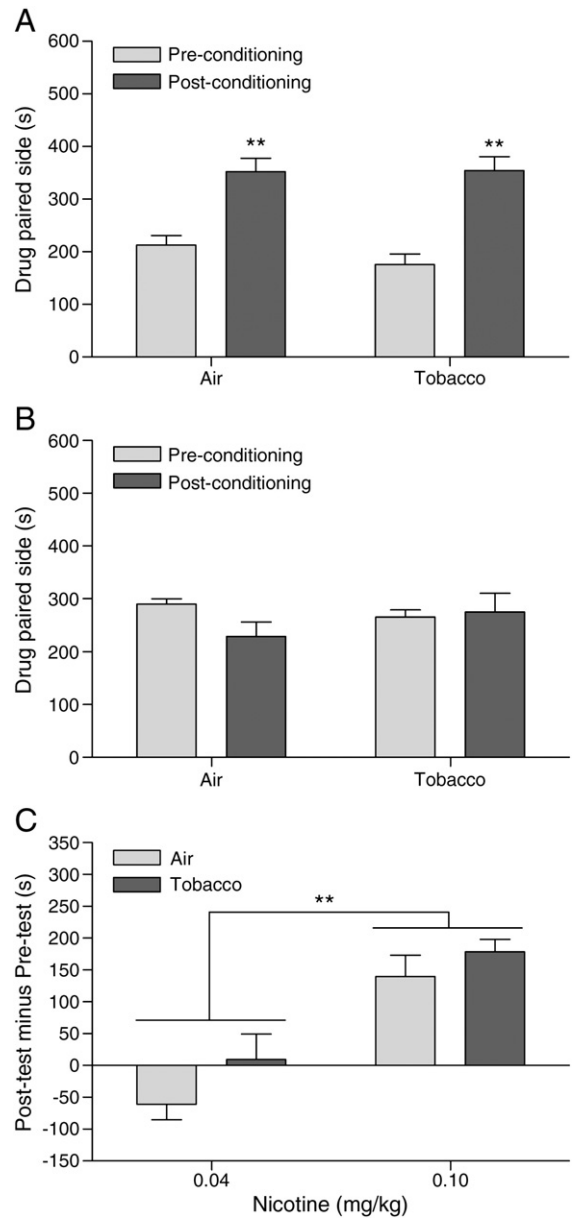 A
Drug paired side (s)
600
500
400
300
200
100
0
Pre-conditioning
Post-conditioning
**
**
Air
Tobacco
B
Drug paired side (s)
600
500
400
300
200
100
0
Pre-conditioning
Post-conditioning
Air
Tobacco
C
Post-test minus Pre-test (s)
350
300
250
200
150
100
50
0
-50
-100
-150
Air
Tobacco
**
0.04
0.10
Nicotine (mg/kg)